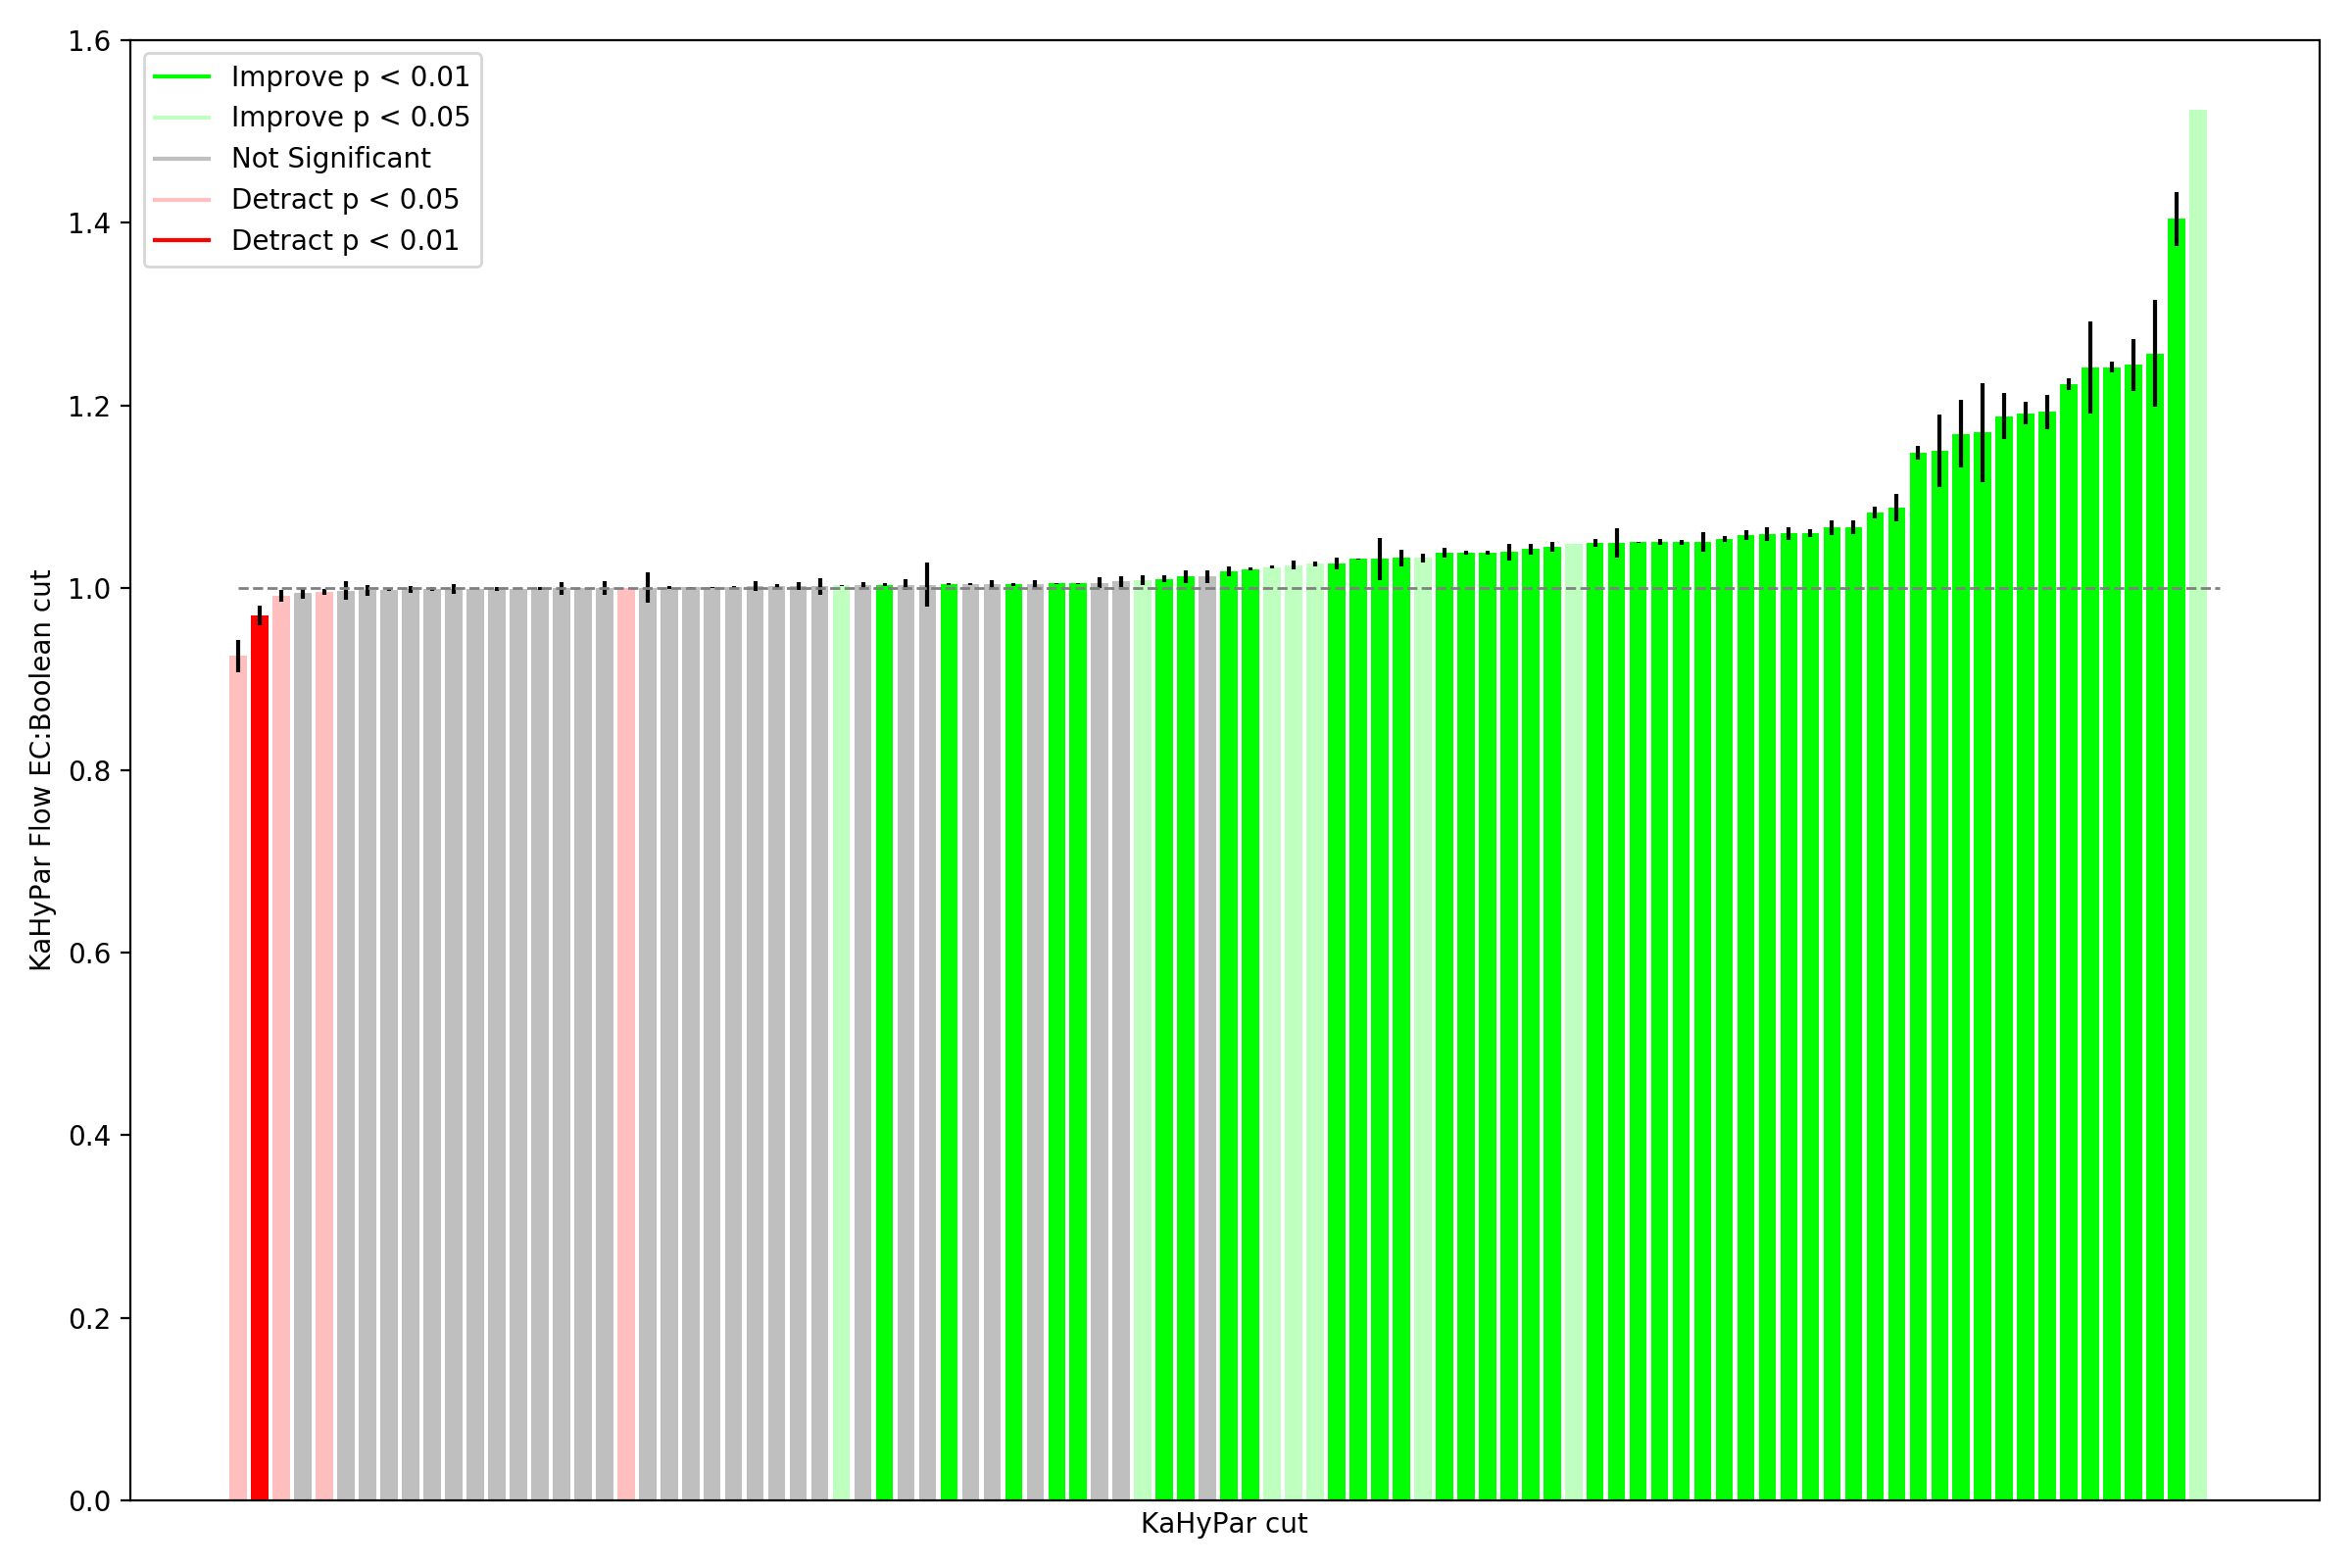 Improve p < 0.01
Improve p < 0.05
Not Significant
Detract p < 0.05
Detract p < 0.01
1.6
1.4
1.2
1.0
0.8
0.6
0.4
0.2
0.0
KaHyPar Flow EC:Boolean cut
KaHyPar cut